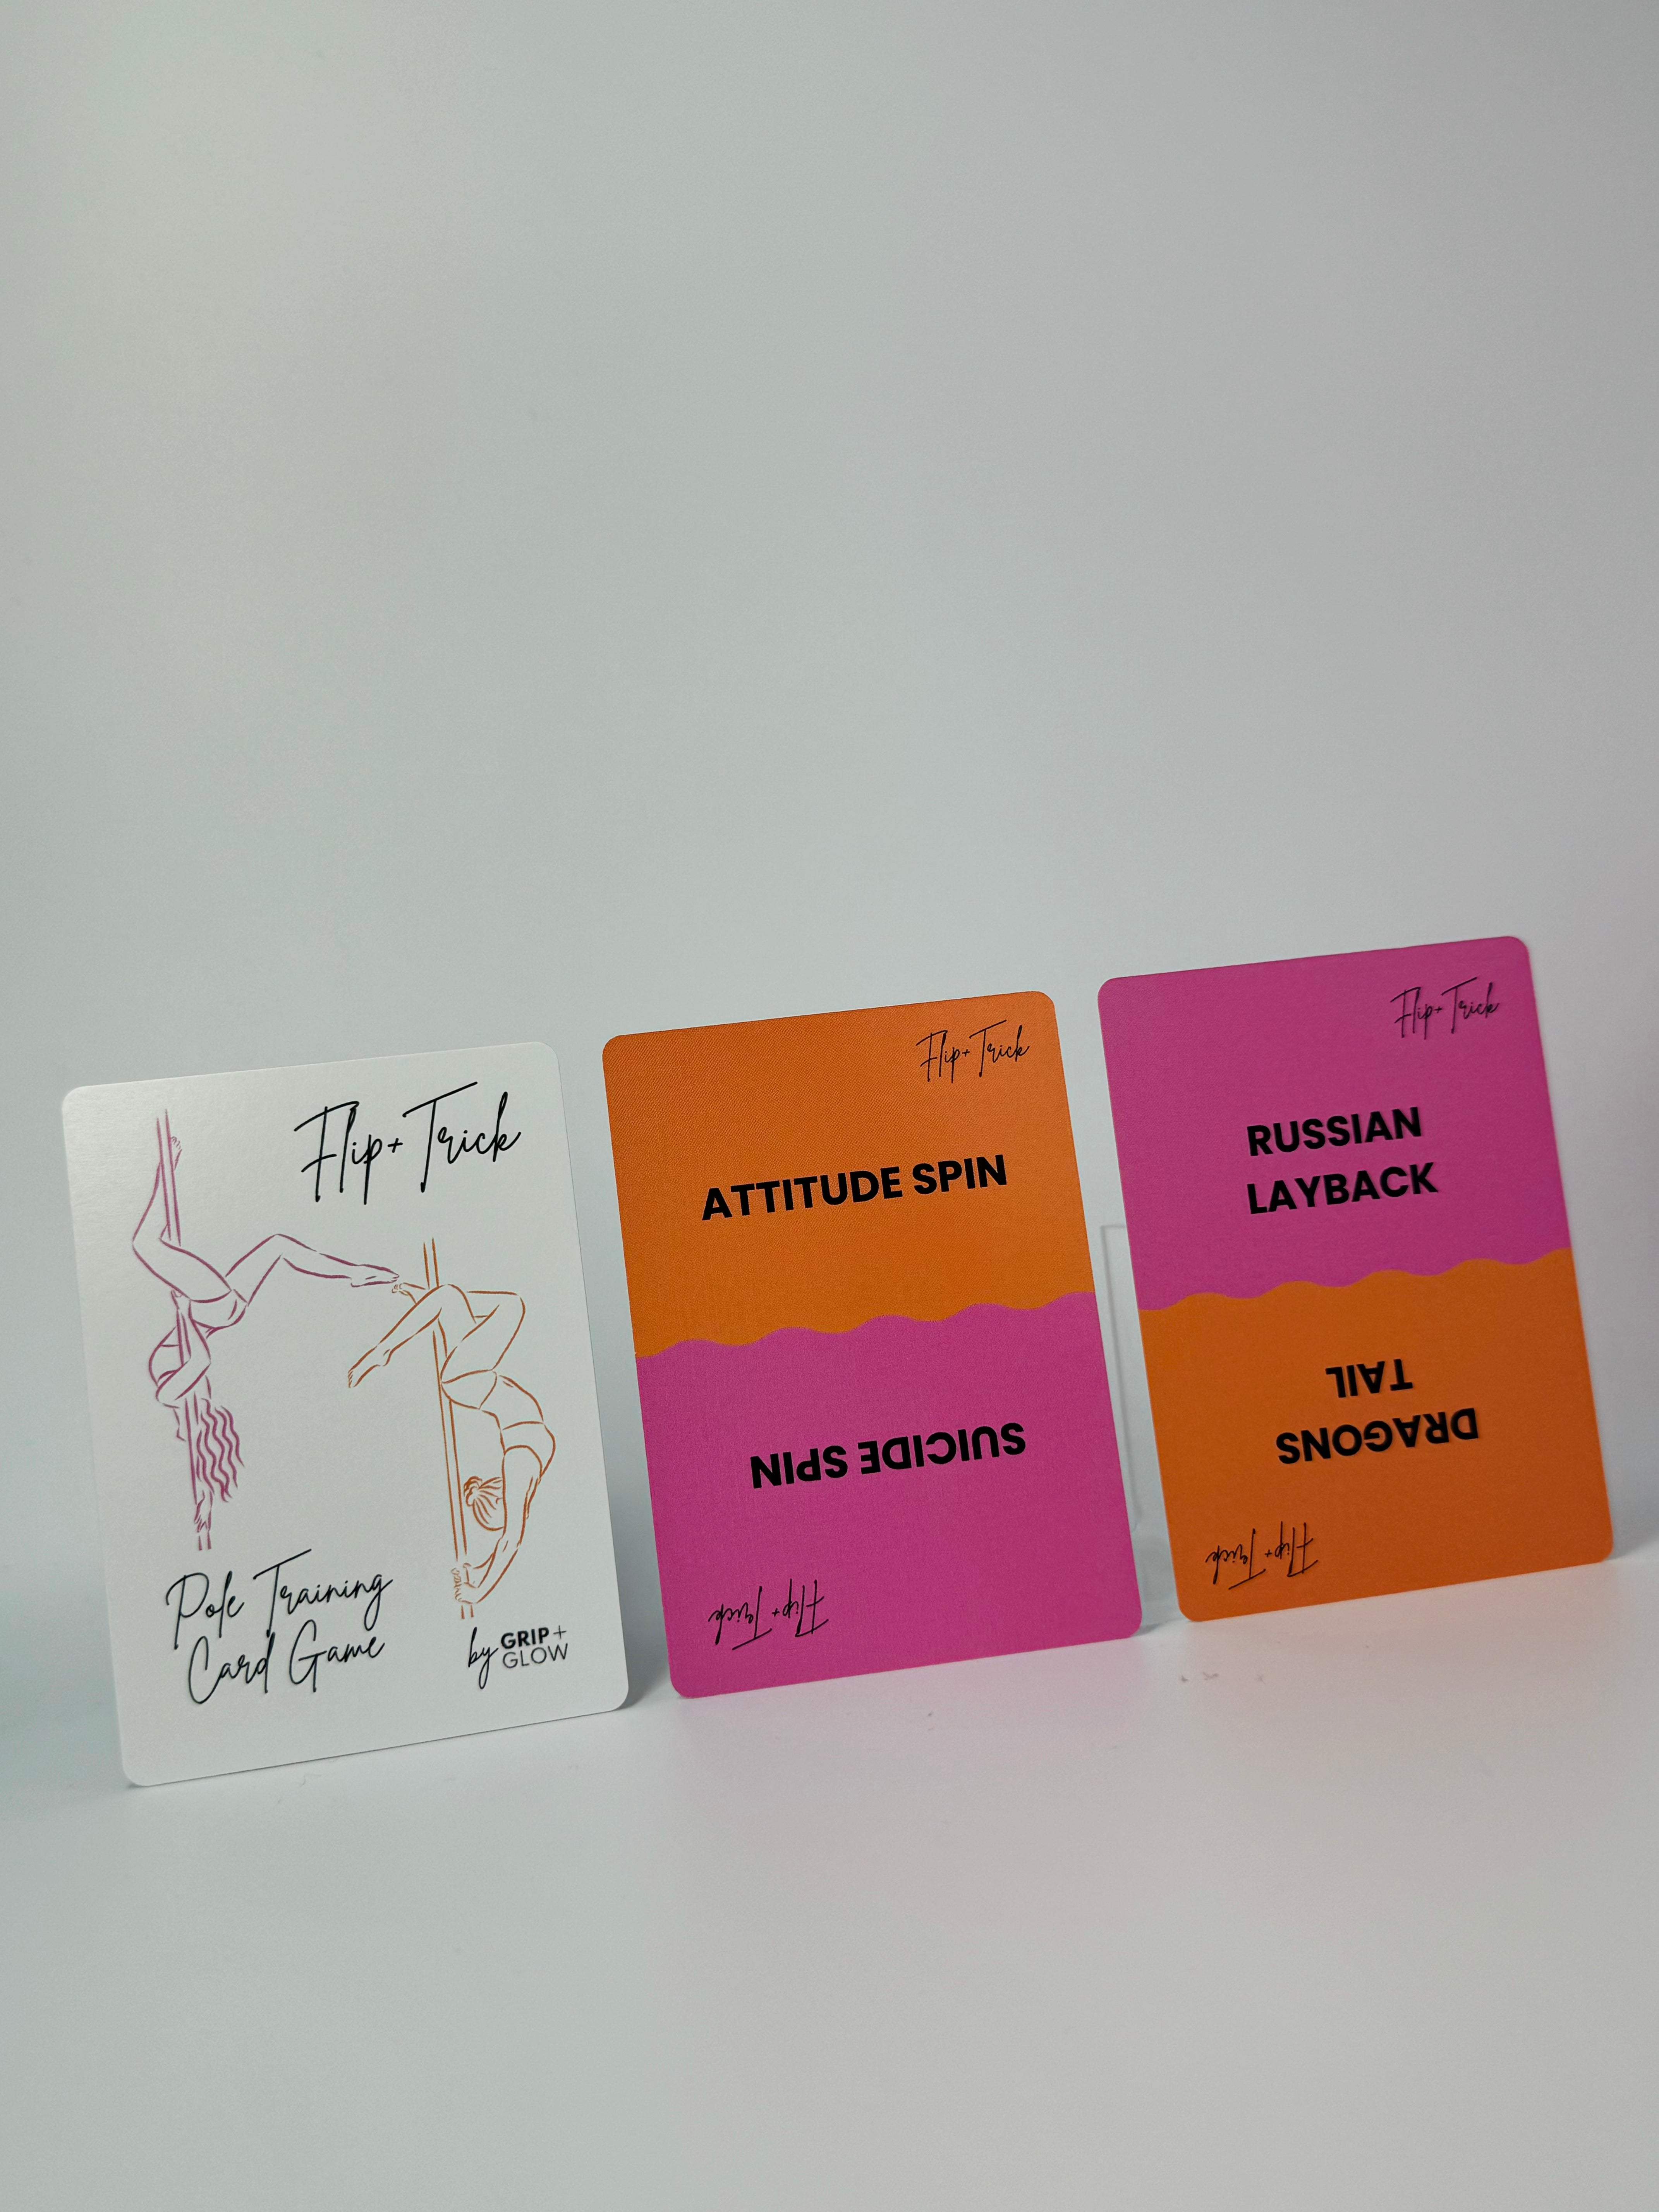 Flip+ Trick
Pole Training
Card Game
by GRIP+
GLOW
Flip+ Trick
ATTITUDE SPIN
SUICIDE SPIN
Flip+ Trick
Flip+ Trick
RUSSIAN
LAYBACK
DRAGONS
TAIL
Flip+ Trick